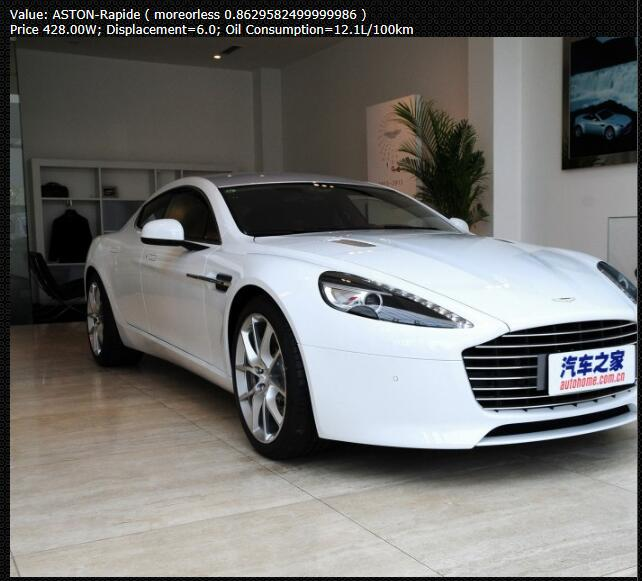 Value: ASTON-Rapide ( moreorless 0.8629582499999986 )
Price 428.00W; Displacement=6.0; Oil Consumption=12.1L/100km
汽车之家
autohome.com.cn